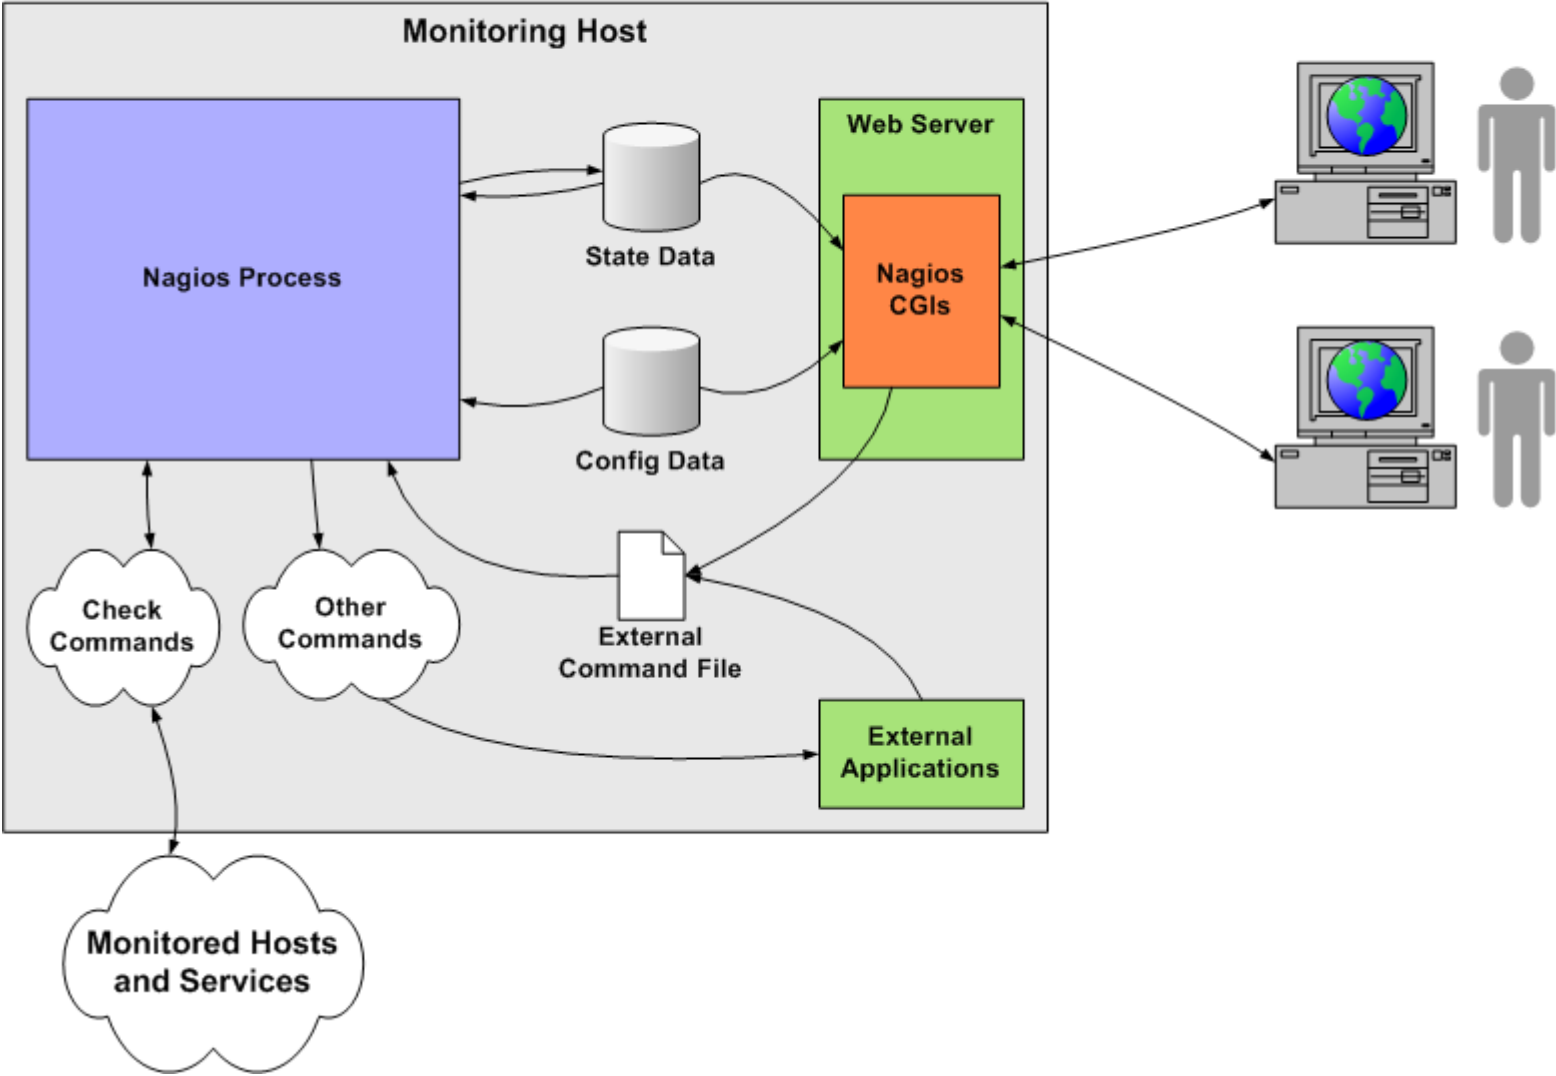 Monitoring Host
Web Server
Nagios Process
State Data
Nagios
CGIs
Config Data
Check
Commands
Other
Commands
External
Command File
External
Applications
Monitored Hosts
and Services